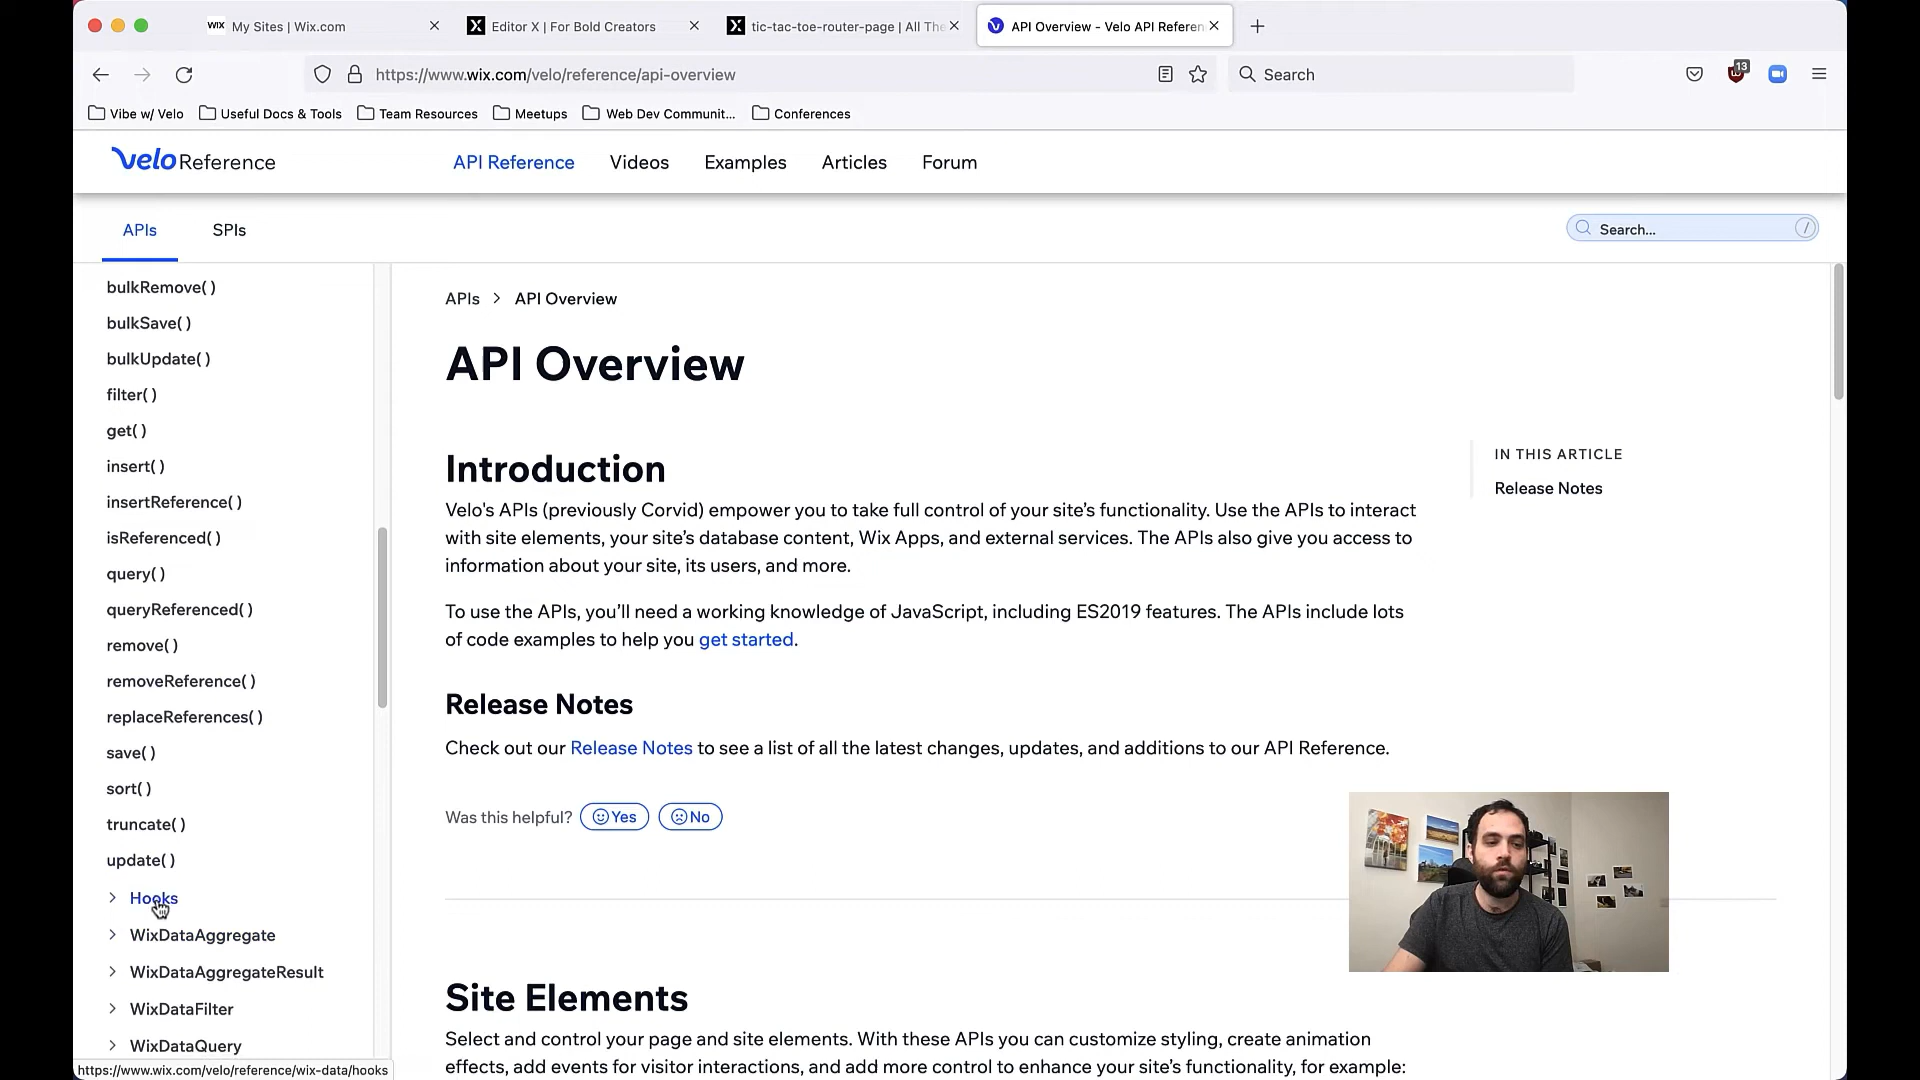 WIX My Sites | Wix.com
X Editor X | For Bold Creators
X tic-tac-toe-router-page | All The
API Overview - Velo API Referen
https://www.wix.com/velo/reference/api-overview
Search
13
Vibe w/ Velo
Useful Docs & Tools
Team Resources
Meetups
Web Dev Communit...
Conferences
velo Reference
API Reference
Videos
Examples
Articles
Forum
APIs
SPIs
Search...
/
bulkRemove( )
bulkSave( )
bulkUpdate( )
filter( )
get( )
insert( )
insertReference( )
isReferenced( )
query( )
queryReferenced( )
remove( )
removeReference( )
replaceReferences( )
save( )
sort( )
truncate( )
update( )
Hooks
WixDataAggregate
WixDataAggregateResult
WixDataFilter
WixDataQuery
https://www.wix.com/velo/reference/wix-data/hooks
APIs > API Overview
API Overview
Introduction
Velo's APIs (previously Corvid) empower you to take full control of your site’s functionality. Use the APIs to interact
with site elements, your site’s database content, Wix Apps, and external services. The APIs also give you access to
information about your site, its users, and more.
To use the APIs, you’ll need a working knowledge of JavaScript, including ES2019 features. The APIs include lots
of code examples to help you get started.
Release Notes
Check out our Release Notes to see a list of all the latest changes, updates, and additions to our API Reference.
Was this helpful? Yes No
Site Elements
Select and control your page and site elements. With these APIs you can customize styling, create animation
effects, add events for visitor interactions, and add more control to enhance your site’s functionality, for example:
IN THIS ARTICLE
Release Notes